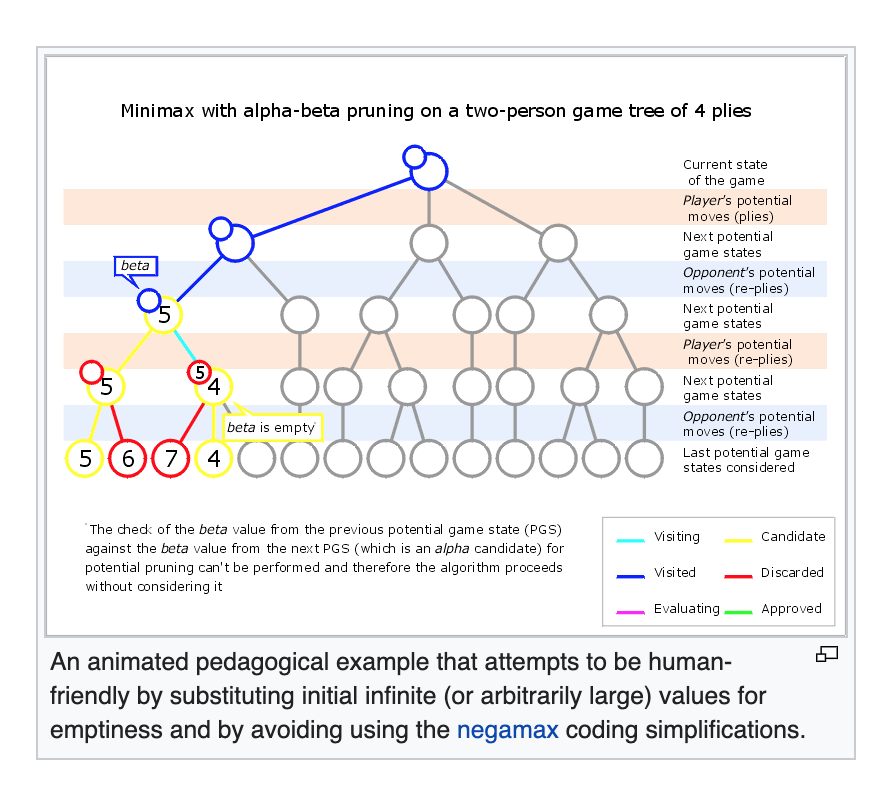 Minimax with alpha-beta pruning on a two-person game tree of 4 plies
Current state
of the game
Player's potential
moves (plies)
Next potential
game states
beta
Opponent's potential
moves (re-plies)
5
Next potential
game states
Player's potential
moves (re-plies)
5
5
4
Next potential
game states
beta is empty*
Opponent's potential
moves (re-plies)
5 6 7 4
Last potential game
states considered
*The check of the beta value from the previous potential game state (PGS)
against the beta value from the next PGS (which is an alpha candidate) for
potential pruning can't be performed and therefore the algorithm proceeds
without considering it
Visiting Candidate
Visited Discarded
Evaluating Approved
An animated pedagogical example that attempts to be human-
friendly by substituting initial infinite (or arbitrarily large) values for
emptiness and by avoiding using the negamax coding simplifications.